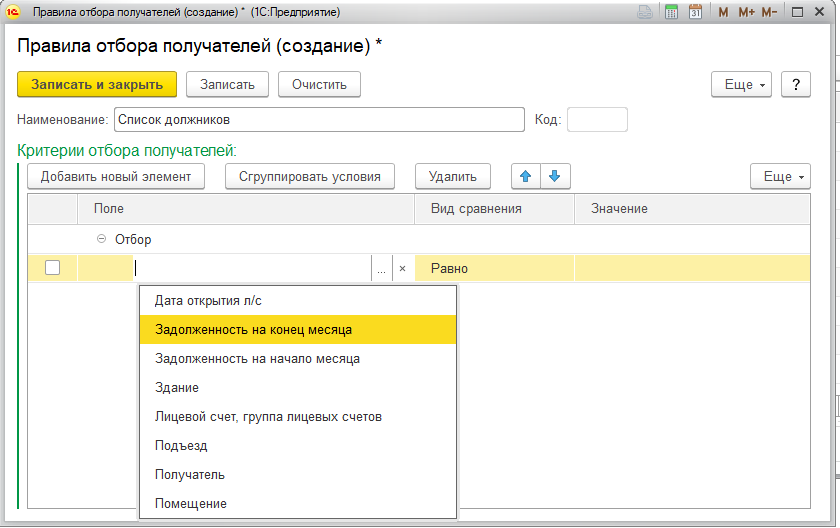 Правила отбора получателей (создание) * (1С:Предприятие)
31 M M+ M-
Правила отбора получателей (создание) *
Записать и закрыть Записать Очистить Еще ?
Наименование: Список должников Код:
Критерии отбора получателей:
Добавить новый элемент Сгруппировать условия Удалить Еще
Поле Вид сравнения Значение
Отбор
... × Равно
Дата открытия л/с
Задолженность на конец месяца
Задолженность на начало месяца
Здание
Лицевой счет, группа лицевых счетов
Подъезд
Получатель
Помещение